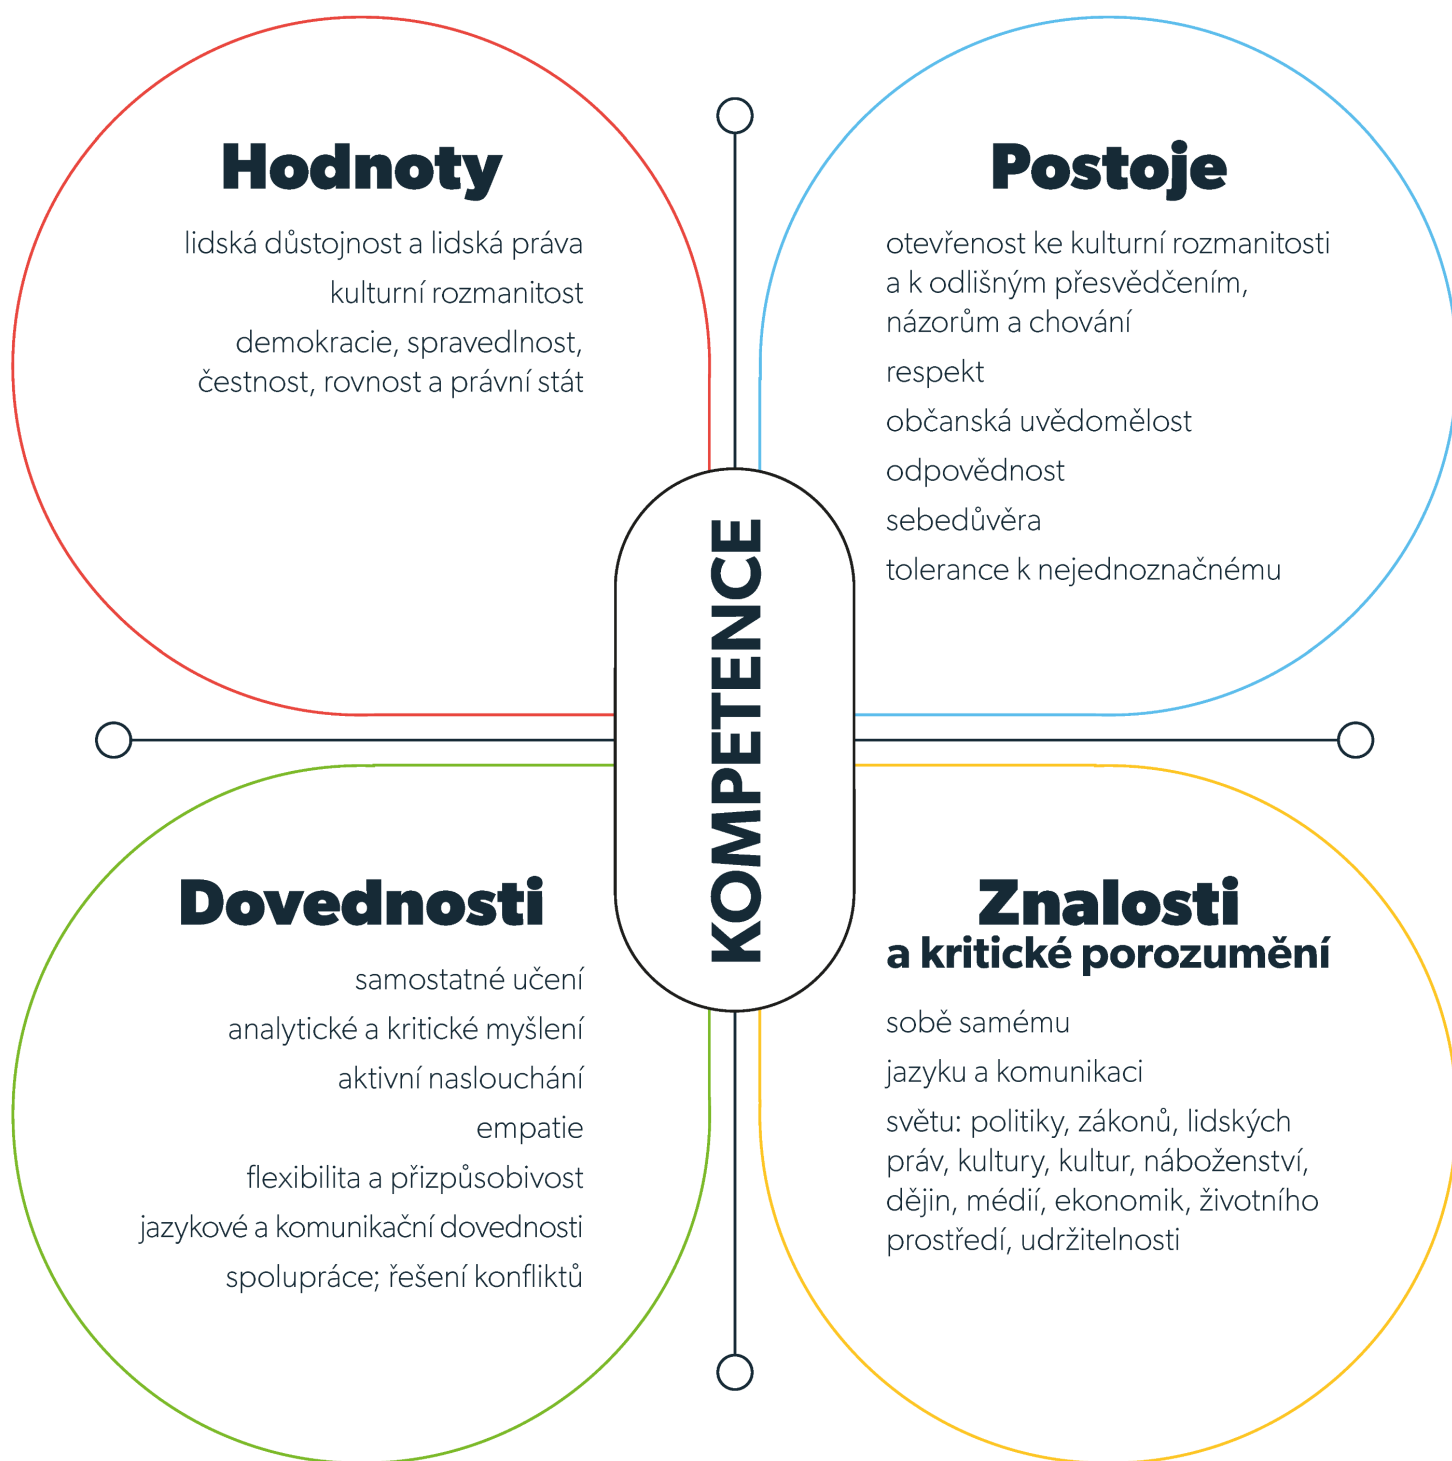 Hodnoty
lidská důstojnost a lidská práva
kulturní rozmanitost
demokracie, spravedlnost,
čestnost, rovnost a právní stát
Postoje
otevřenost ke kulturní rozmanitosti
a k odlišným přesvědčením,
názorům a chování
respekt
občanská uvědomělost
odpovědnost
sebedůvěra
tolerance k nejednoznačnému
KOMPETENCE
Dovednosti
samostatné učení
analytické a kritické myšlení
aktivní naslouchání
empatie
flexibilita a přizpůsobivost
jazykové a komunikační dovednosti
spolupráce; řešení konfliktů
Znalosti
a kritické porozumění
sobě samému
jazyku a komunikaci
světu: politiky, zákonů, lidských
práv, kultury, kultur, náboženství,
dějin, médií, ekonomik, životního
prostředí, udržitelnosti